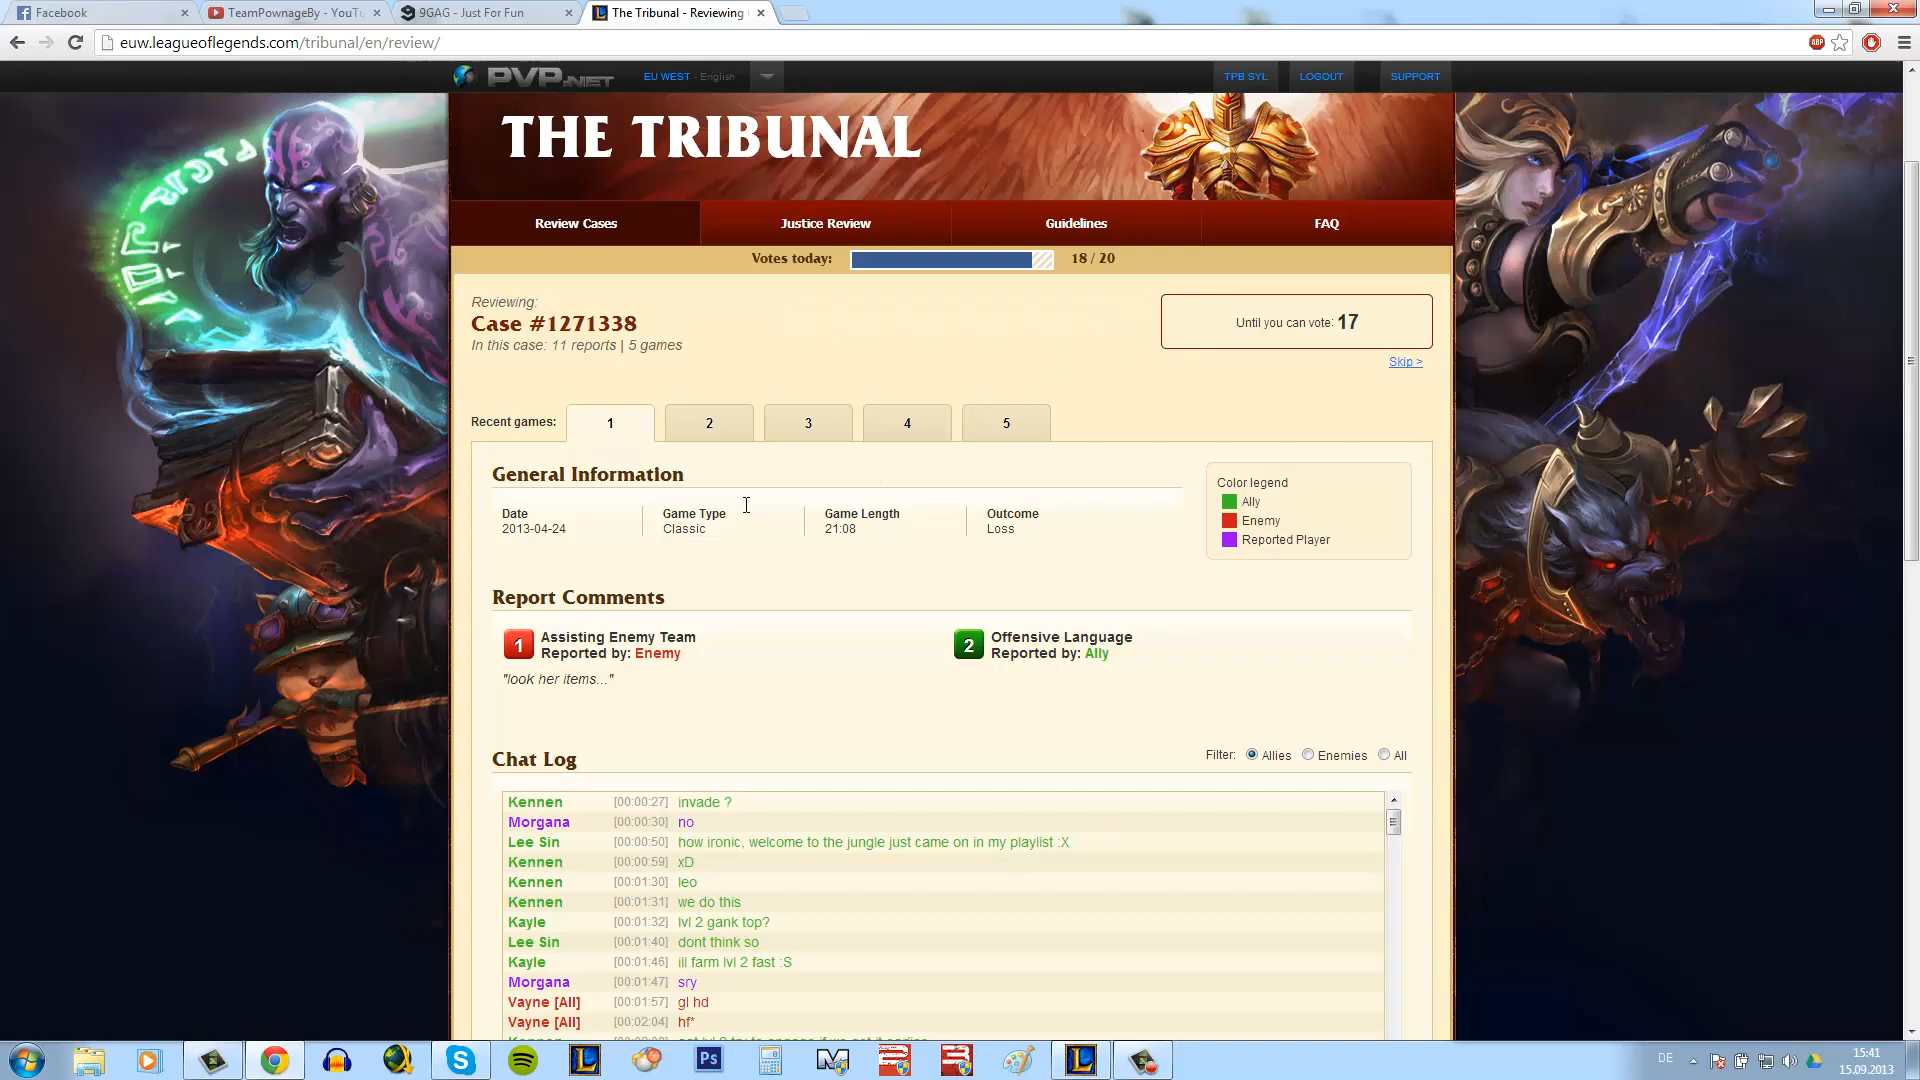 Facebook
TeamPownageBy - YouTu
9GAG - Just For Fun
The Tribunal - Reviewing
euw.leagueoflegends.com/tribunal/en/review/
ABP
PVP.NET
EU WEST - English
TPB SYL
LOGOUT
SUPPORT
THE TRIBUNAL
Review Cases
Justice Review
Guidelines
FAQ
Votes today:
18 / 20
Reviewing:
Case #1271338
In this case: 11 reports | 5 games
Until you can vote: 17
Skip >
Recent games:
1
2
3
4
5
General Information
Date
2013-04-24
Game Type
Classic
Game Length
21:08
Outcome
Loss
Color legend
Ally
Enemy
Reported Player
Report Comments
1
Assisting Enemy Team
Reported by: Enemy
"look her items..."
2
Offensive Language
Reported by: Ally
Chat Log
Filter: Allies Enemies All
Kennen [00:00:27] invade ?
Morgana [00:00:30] no
Lee Sin [00:00:50] how ironic, welcome to the jungle just came on in my playlist :X
Kennen [00:00:59] xD
Kennen [00:01:30] leo
Kennen [00:01:31] we do this
Kayle [00:01:32] lvl 2 gank top?
Lee Sin [00:01:40] dont think so
Kayle [00:01:46] ill farm lvl 2 fast :S
Morgana [00:01:47] sry
Vayne [All] [00:01:57] gl hd
Vayne [All] [00:02:04] hf*
Ps
DE
15:41
15.09.2013